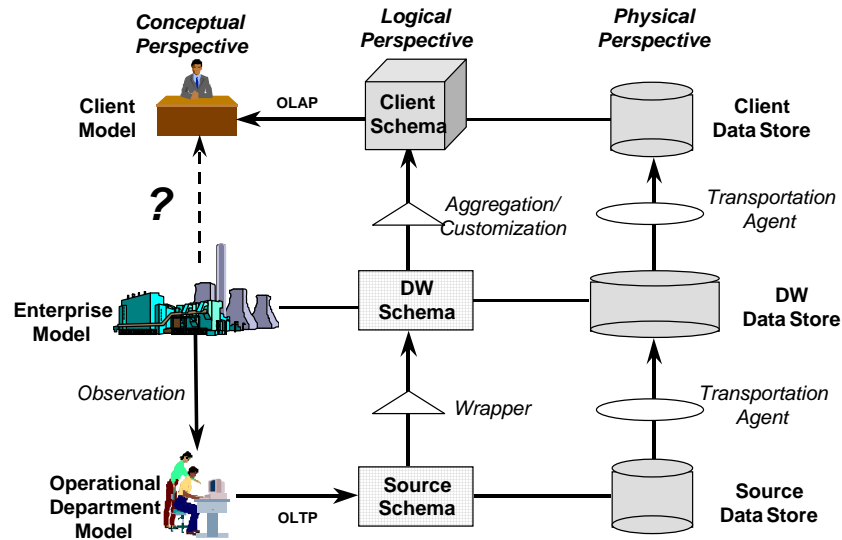 Conceptual
Perspective
Logical
Perspective
Physical
Perspective
Client
Model
OLAP
Client
Schema
Client
Data Store
?
Aggregation/
Customization
Transportation
Agent
Enterprise
Model
DW
Schema
DW
Data Store
Observation
Wrapper
Transportation
Agent
Operational
Department
Model
OLTP
Source
Schema
Source
Data Store